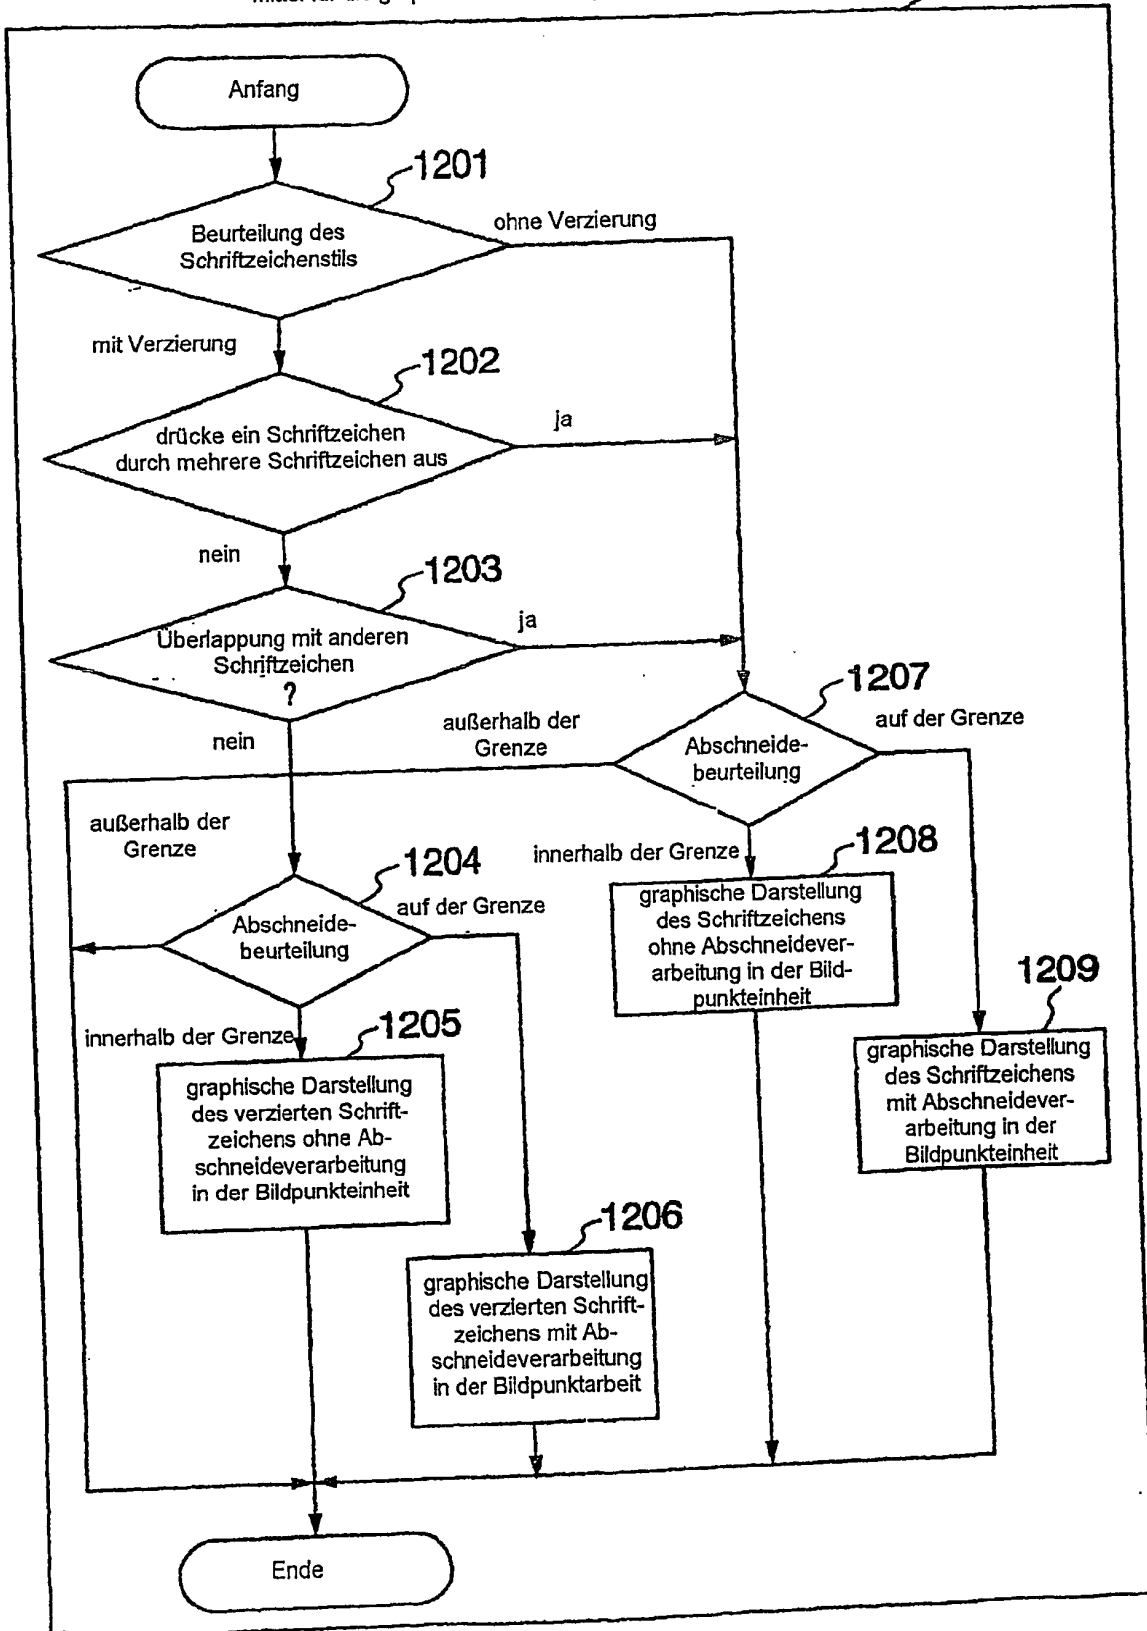 Anfang
1201
Beurteilung des
Schriftzeichenstils
ohne Verzierung
mit Verzierung
1202
drücke ein Schriftzeichen
durch mehrere Schriftzeichen aus
ja
nein
1203
Überlappung mit anderen
Schriftzeichen
?
ja
nein
1207
Abschneide-
beurteilung
außerhalb der
Grenze
auf der Grenze
außerhalb der
Grenze
1204
Abschneide-
beurteilung
auf der Grenze
innerhalb der Grenze
1208
graphische Darstellung
des Schriftzeichens
ohne Abschneidever-
arbeitung in der Bild-
punkteinheit
1209
graphische Darstellung
des Schriftzeichens
mit Abschneidever-
arbeitung in der
Bildpunkteinheit
innerhalb der Grenze
1205
graphische Darstellung
des verzierten Schrift-
zeichens ohne Ab-
schneideverarbeitung
in der Bildpunkteinheit
1206
graphische Darstellung
des verzierten Schrift-
zeichens mit Ab-
schneideverarbeitung
in der Bildpunktarbeit
Ende